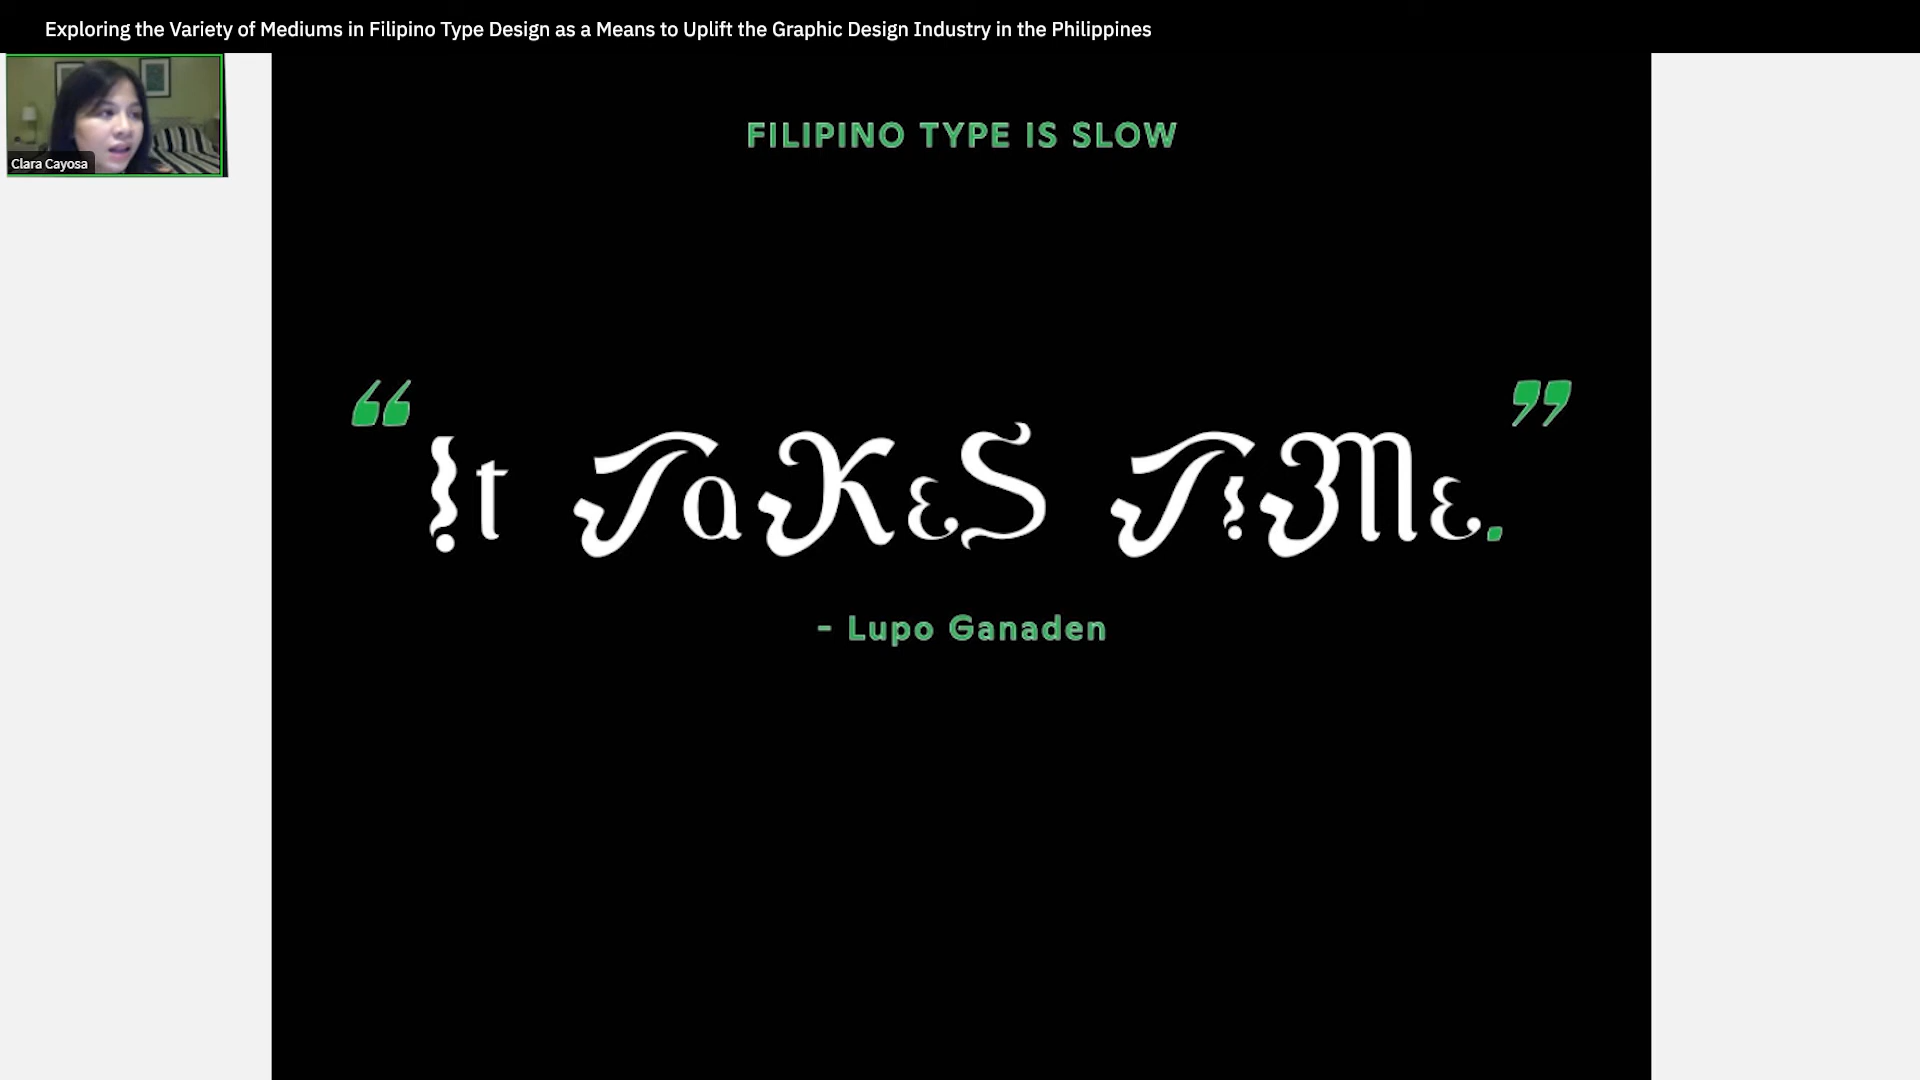 Exploring the Variety of Mediums in Filipino Type Design as a Means to Uplift the Graphic Design Industry in the Philippines
Clara Cayosa
FILIPINO TYPE IS SLOW
“It TaKeS TiMe.”
- Lupo Ganaden